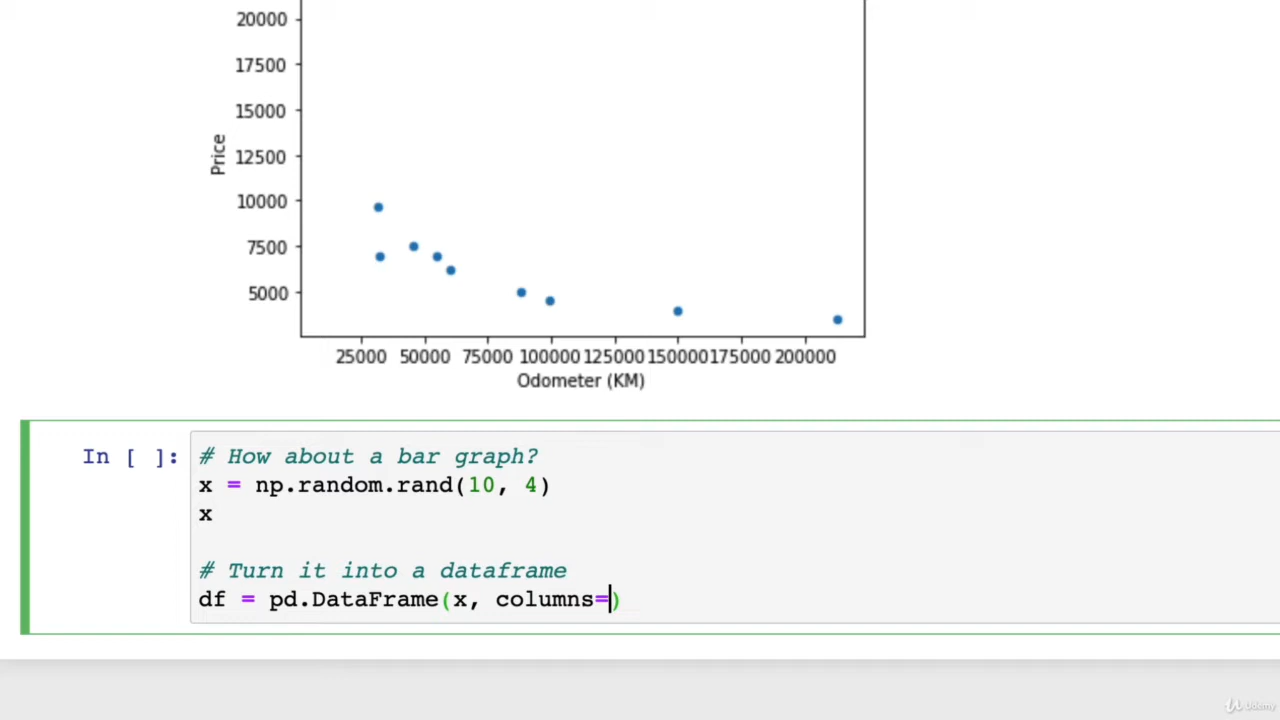 20000
17500
15000
Price
12500
10000
7500
5000
25000 50000 75000 100000 125000 150000 175000 200000
Odometer (KM)
In [ ]: # How about a bar graph?
x = np.random.rand(10, 4)
x
# Turn it into a dataframe
df = pd.DataFrame(x, columns=)
Udemy